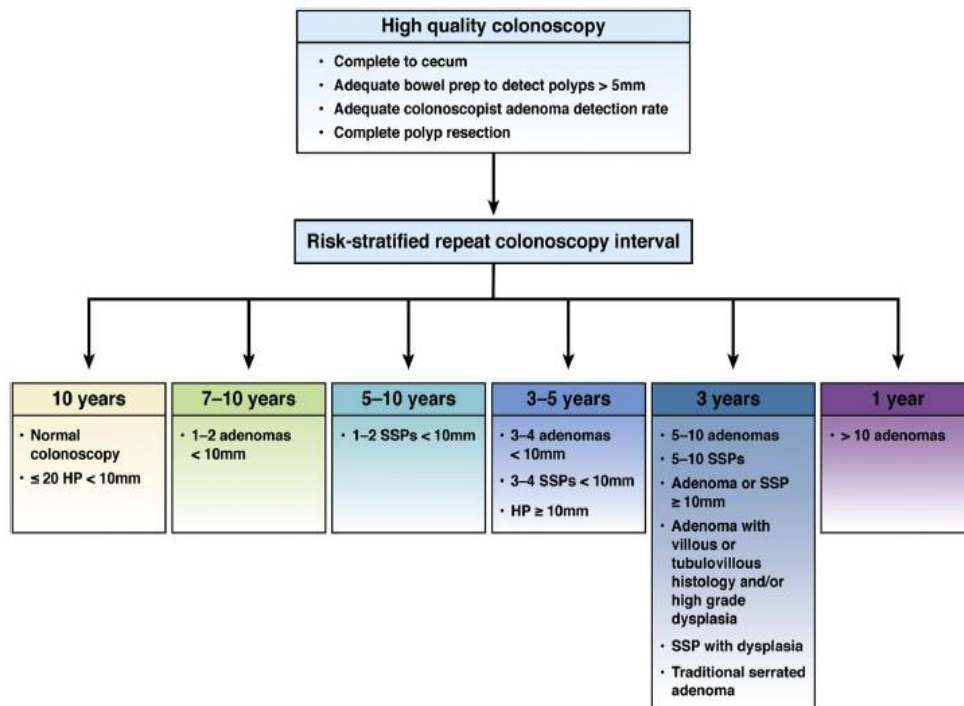 High quality colonoscopy
• Complete to cecum
• Adequate bowel prep to detect polyps > 5mm
• Adequate colonoscopist adenoma detection rate
• Complete polyp resection
Risk-stratified repeat colonoscopy interval
10 years
• Normal
colonoscopy
• ≤ 20 HP < 10mm
7–10 years
• 1–2 adenomas
< 10mm
5–10 years
• 1–2 SSPs < 10mm
3–5 years
• 3–4 adenomas
< 10mm
• 3–4 SSPs < 10mm
• HP ≥ 10mm
3 years
• 5–10 adenomas
• 5–10 SSPs
• Adenoma or SSP
≥ 10mm
• Adenoma with
villous or
tubulovillous
histology and/or
high grade
dysplasia
• SSP with dysplasia
• Traditional serrated
adenoma
1 year
• > 10 adenomas